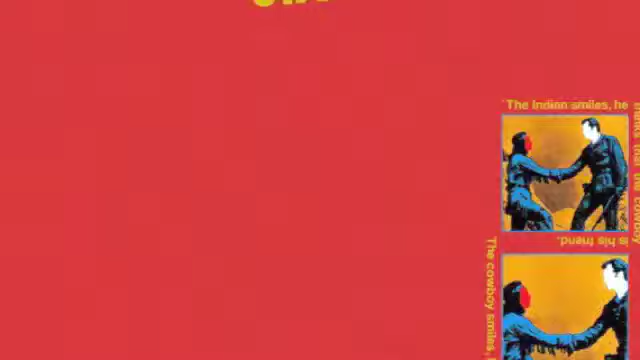 The Indian smiles, he
thinks that the cowboy
is his friend.
The cowboy smiles,